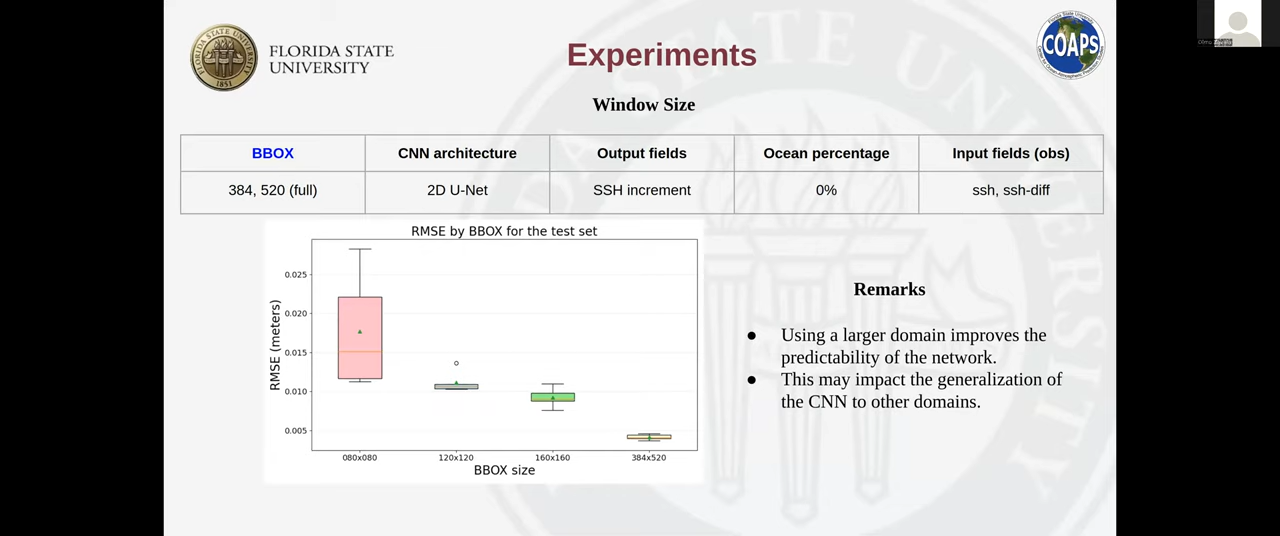 FLORIDA STATE
UNIVERSITY
1851
Experiments
COAPS
Window Size
BBOX
CNN architecture
Output fields
Ocean percentage
Input fields (obs)
384, 520 (full)
2D U-Net
SSH increment
0%
ssh, ssh-diff
RMSE by BBOX for the test set
RMSE (meters)
0.025
0.020
0.015
0.010
0.005
080x080
120x120
160x160
384x520
BBOX size
Remarks
● Using a larger domain improves the
predictability of the network.
● This may impact the generalization of
the CNN to other domains.